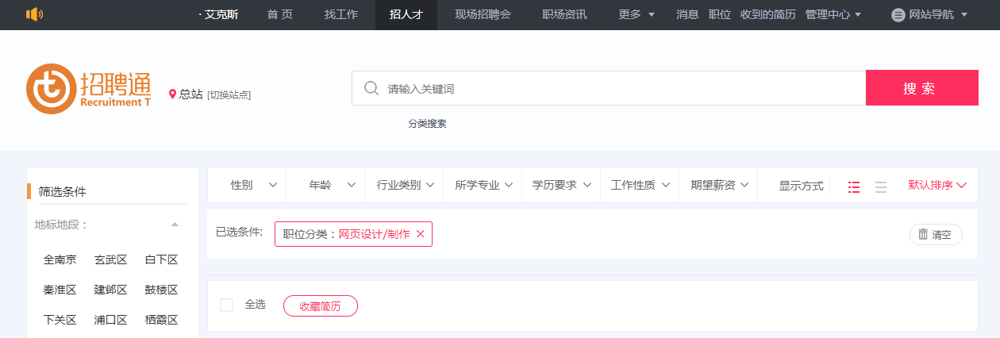 · 艾克斯 首 页 找工作 招人才 现场招聘会 职场资讯 更多 消息 职位 收到的简历 管理中心 网站导航
招聘通
Recruitment T
总站 [切换站点]
请输入关键词
搜 索
分类搜索
筛选条件
地标地段：
全南京 玄武区 白下区
秦淮区 建邺区 鼓楼区
下关区 浦口区 栖霞区
性别 年龄 行业类别 所学专业 学历要求 工作性质 期望薪资 显示方式 默认排序
已选条件: 职位分类：网页设计/制作 × 清空
全选 收藏简历